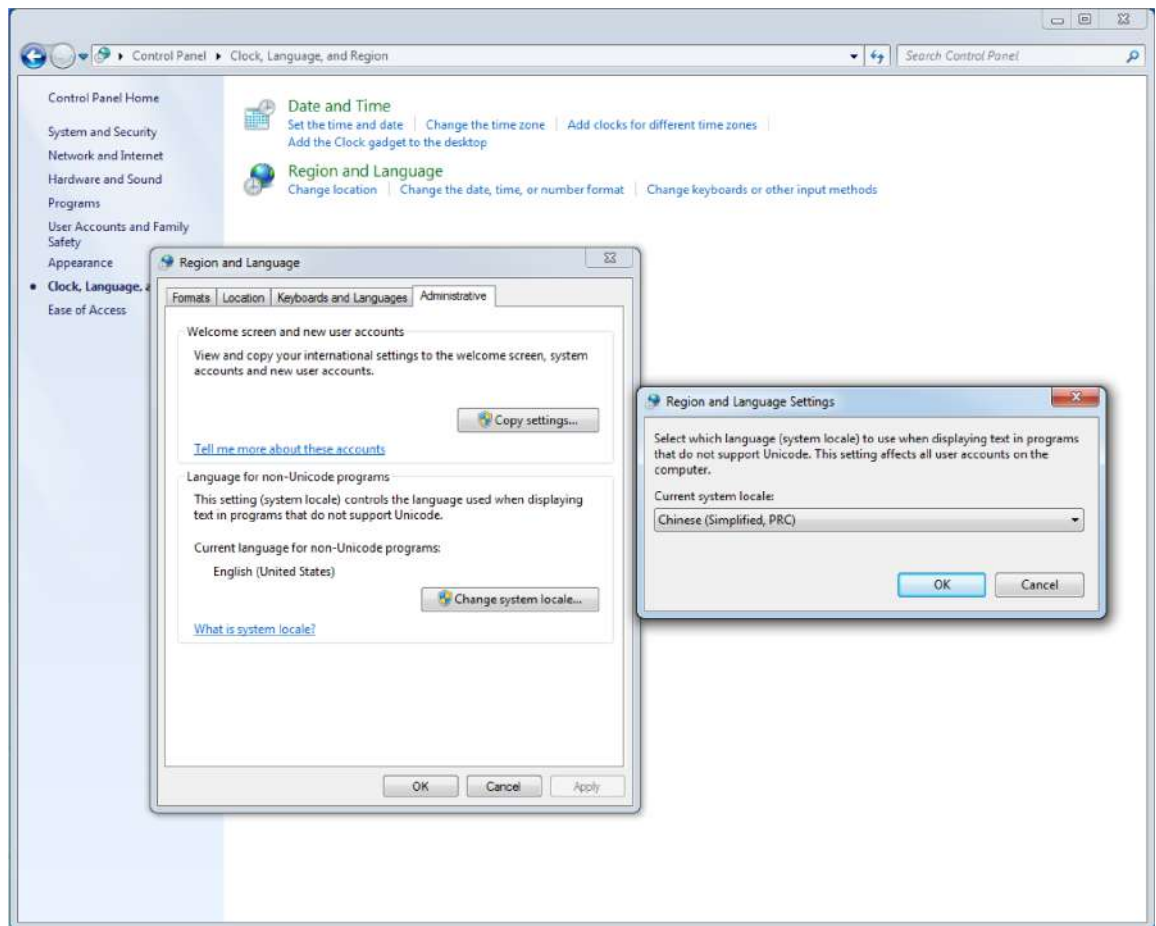 Control Panel ▸ Clock, Language, and Region
Search Control Panel
Control Panel Home
System and Security
Network and Internet
Hardware and Sound
Programs
User Accounts and Family
Safety
Appearance
Clock, Language, a
Ease of Access
Date and Time
Set the time and date | Change the time zone | Add clocks for different time zones
Add the Clock gadget to the desktop
Region and Language
Change location | Change the date, time, or number format | Change keyboards or other input methods
Region and Language
Formats Location Keyboards and Languages Administrative
Welcome screen and new user accounts
View and copy your international settings to the welcome screen, system
accounts and new user accounts.
Copy settings...
Tell me more about these accounts
Language for non-Unicode programs
This setting (system locale) controls the language used when displaying
text in programs that do not support Unicode.
Current language for non-Unicode programs:
English (United States)
Change system locale...
What is system locale?
OK Cancel Apply
Region and Language Settings
Select which language (system locale) to use when displaying text in programs
that do not support Unicode. This setting affects all user accounts on the
computer.
Current system locale:
Chinese (Simplified, PRC)
OK Cancel